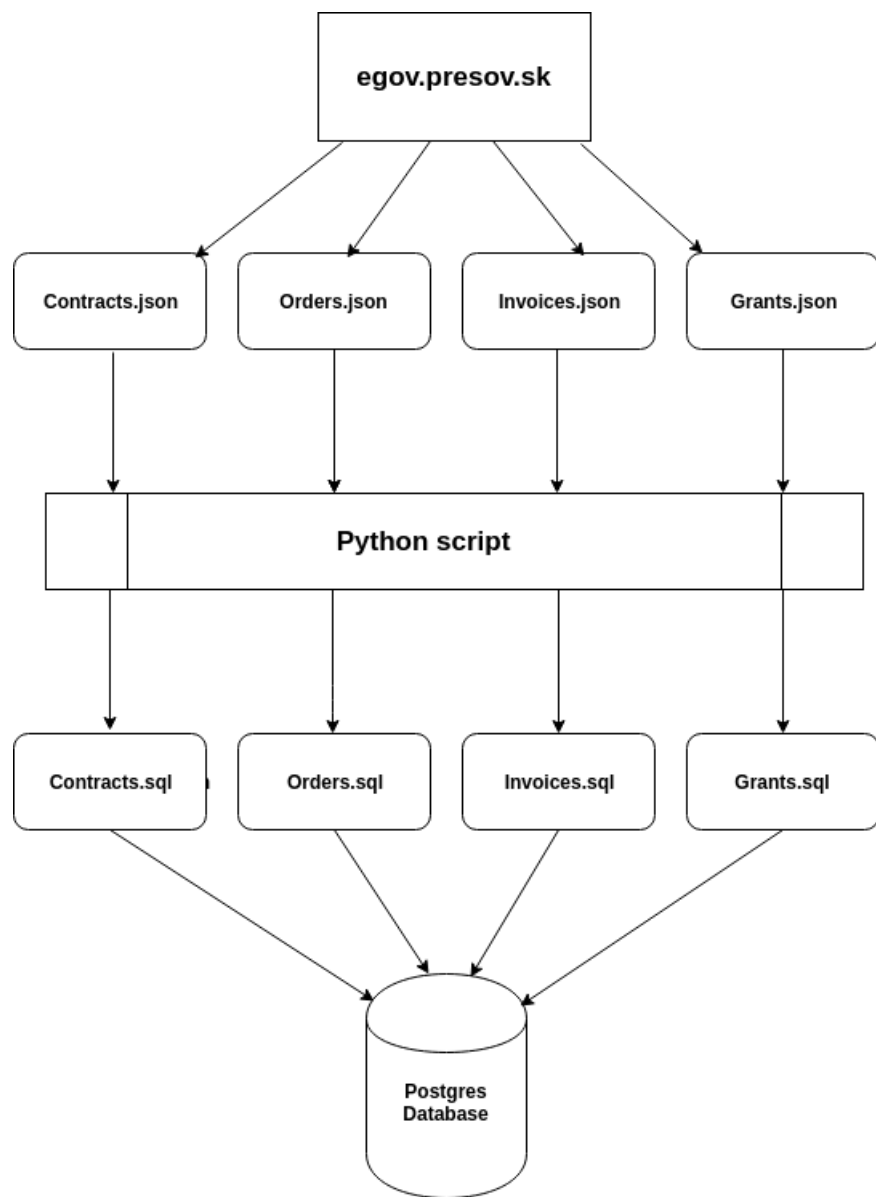 egov.presov.sk
Contracts.json
Orders.json
Invoices.json
Grants.json
Python script
Contracts.sql
Orders.sql
Invoices.sql
Grants.sql
Postgres
Database